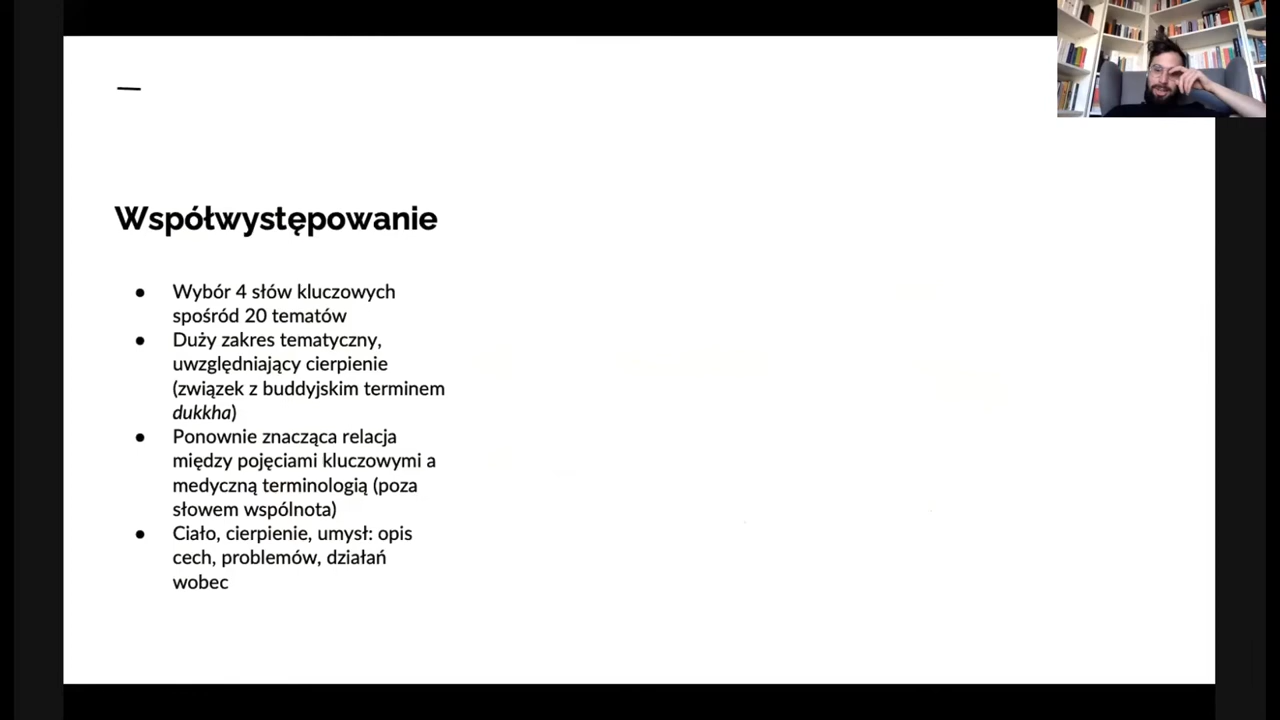 Współwystępowanie
● Wybór 4 słów kluczowych
spośród 20 tematów
● Duży zakres tematyczny,
uwzględniający cierpienie
(związek z buddyjskim terminem
dukkha)
● Ponownie znacząca relacja
między pojęciami kluczowymi a
medyczną terminologią (poza
słowem wspólnota)
● Ciało, cierpienie, umysł: opis
cech, problemów, działań
wobec